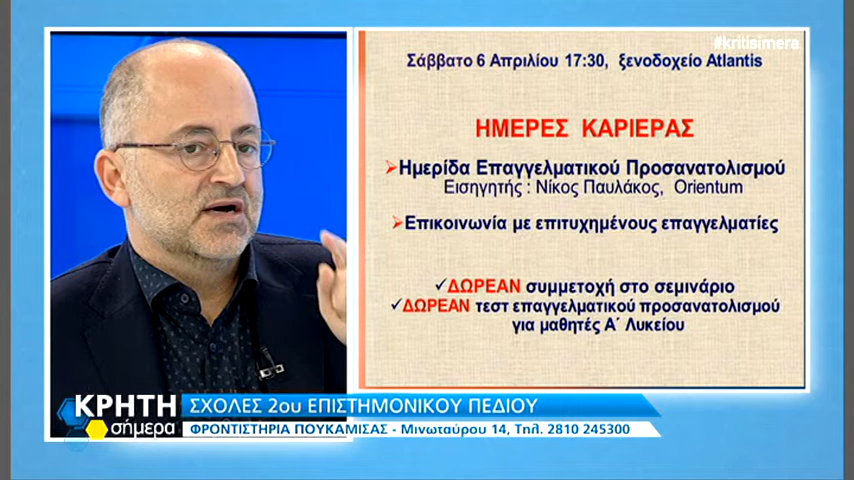 #kritisimera
Σάββατο 6 Απριλίου 17:30, ξενοδοχείο Atlantis
ΗΜΕΡΕΣ ΚΑΡΙΕΡΑΣ
➢Ημερίδα Επαγγελματικού Προσανατολισμού
Εισηγητής : Νίκος Παυλάκος, Orientum
➢Επικοινωνία με επιτυχημένους επαγγελματίες
✓ΔΩΡΕΑΝ συμμετοχή στο σεμινάριο
✓ΔΩΡΕΑΝ τεστ επαγγελματικού προσανατολισμού
για μαθητές Α΄ Λυκείου
ΚΡΗΤΗ
σήμερα
ΣΧΟΛΕΣ 2ου ΕΠΙΣΤΗΜΟΝΙΚΟΥ ΠΕΔΙΟΥ
ΦΡΟΝΤΙΣΤΗΡΙΑ ΠΟΥΚΑΜΙΣΑΣ - Μινωταύρου 14, Τηλ. 2810 245300